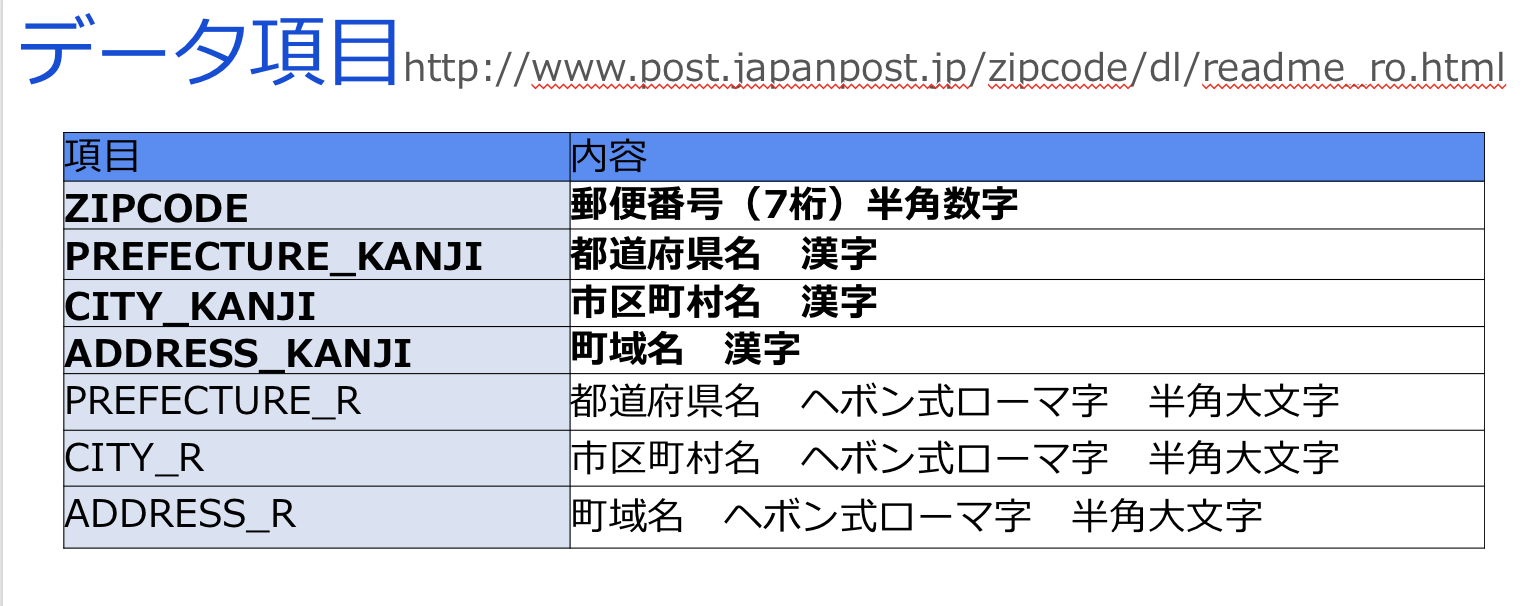 データ項目http://www.post.japanpost.jp/zipcode/dl/readme_ro.html
項目 内容
ZIPCODE 郵便番号（7桁）半角数字
PREFECTURE_KANJI 都道府県名　漢字
CITY_KANJI 市区町村名　漢字
ADDRESS_KANJI 町域名　漢字
PREFECTURE_R 都道府県名　ヘボン式ローマ字　半角大文字
CITY_R 市区町村名　ヘボン式ローマ字　半角大文字
ADDRESS_R 町域名　ヘボン式ローマ字　半角大文字